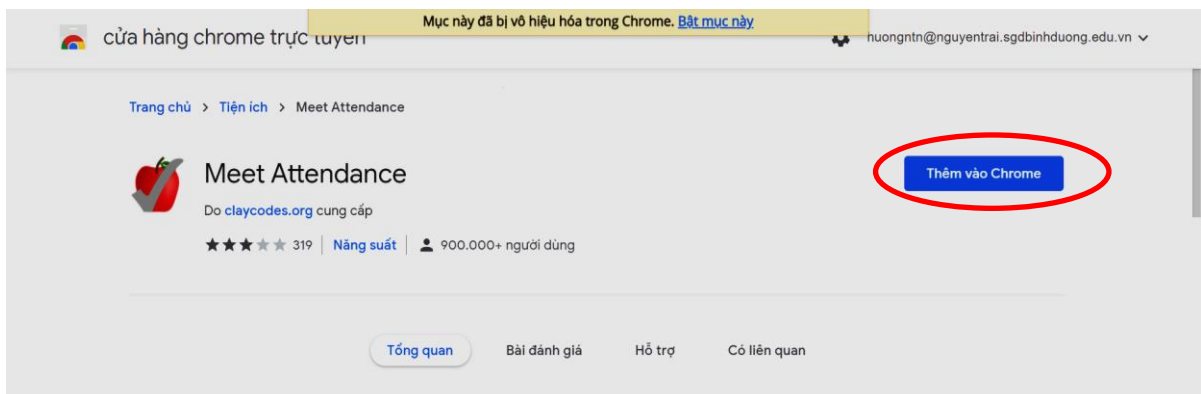 Mục này đã bị vô hiệu hóa trong Chrome. Bật mục này
cửa hàng chrome trực tuyến
huongntn@nguyentrai.sgdbinhduong.edu.vn
Trang chủ > Tiện ích > Meet Attendance
Meet Attendance
Thêm vào Chrome
Do claycodes.org cung cấp
319 | Năng suất | 900.000+ người dùng
Tổng quan Bài đánh giá Hỗ trợ Có liên quan